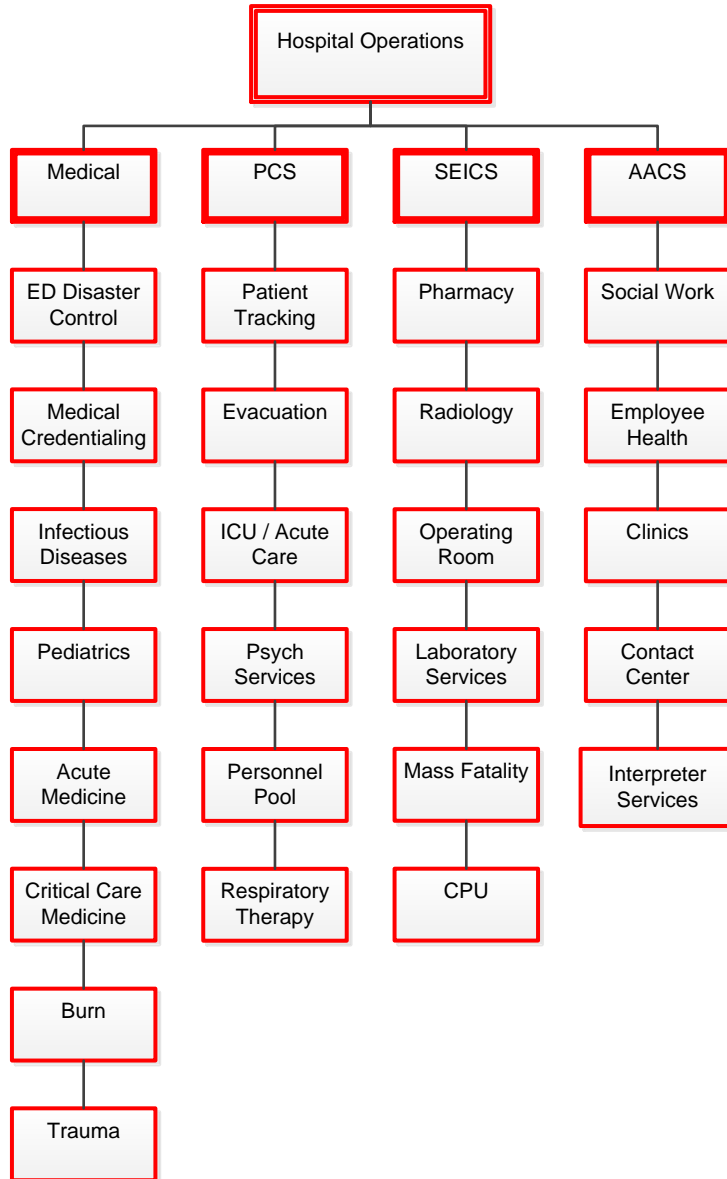 Hospital Operations
Medical
PCS
SEICS
AACS
ED Disaster
Control
Patient
Tracking
Pharmacy
Social Work
Medical
Credentialing
Evacuation
Radiology
Employee
Health
Infectious
Diseases
ICU / Acute
Care
Operating
Room
Clinics
Pediatrics
Psych
Services
Laboratory
Services
Contact
Center
Acute
Medicine
Personnel
Pool
Mass Fatality
Interpreter
Services
Critical Care
Medicine
Respiratory
Therapy
CPU
Burn
Trauma